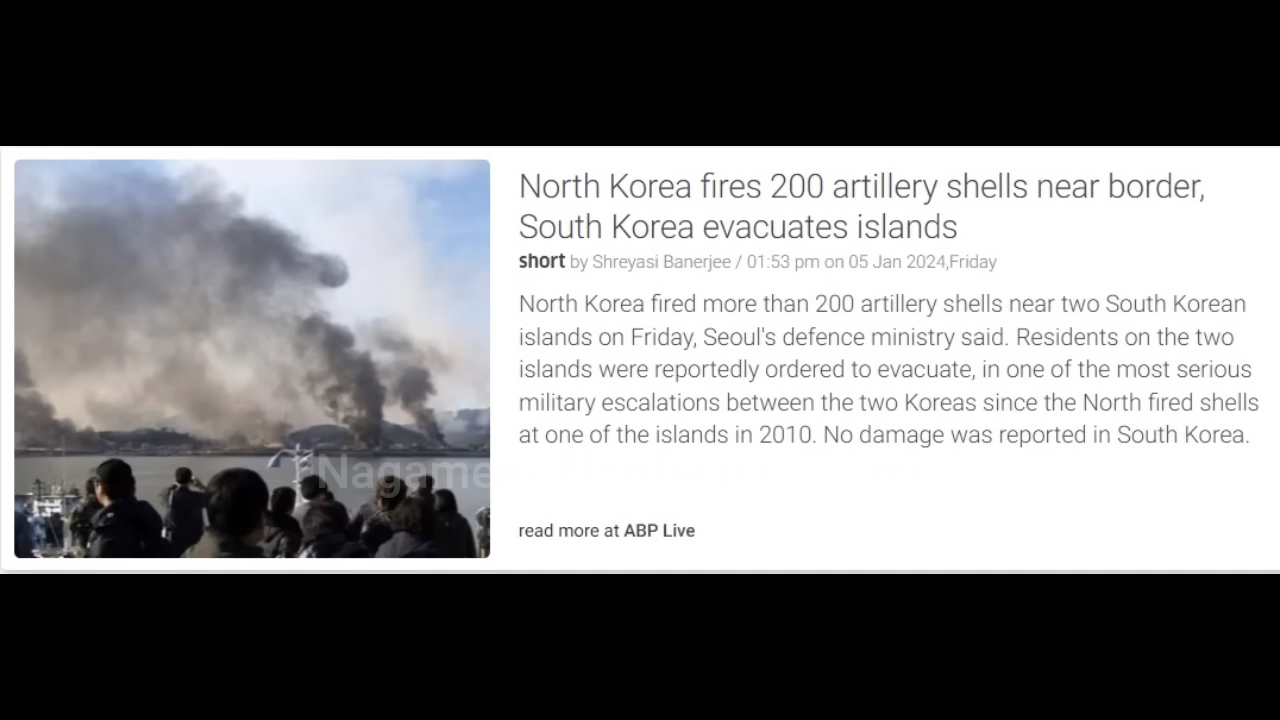 North Korea fires 200 artillery shells near border,
South Korea evacuates islands
short by Shreyasi Banerjee / 01:53 pm on 05 Jan 2024,Friday
North Korea fired more than 200 artillery shells near two South Korean
islands on Friday, Seoul's defence ministry said. Residents on the two
islands were reportedly ordered to evacuate, in one of the most serious
military escalations between the two Koreas since the North fired shells
at one of the islands in 2010. No damage was reported in South Korea.
read more at ABP Live